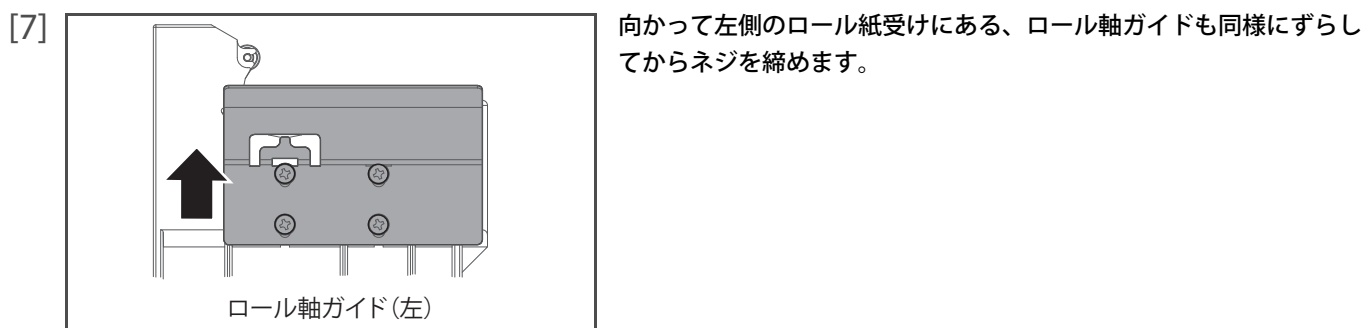 [7]
向かって左側のロール紙受けにある、ロール軸ガイドも同様にずらし
てからネジを締めます。
ロール軸ガイド(左)